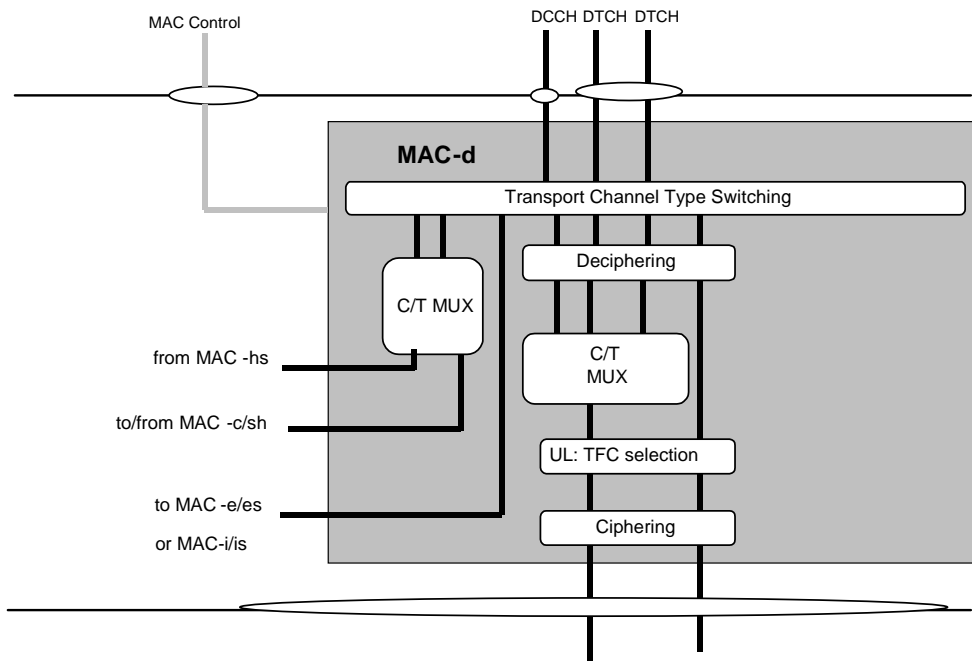 MAC Control
DCCH DTCH DTCH
MAC-d
Transport Channel Type Switching
Deciphering
C/T MUX
C/T
MUX
from MAC -hs
to/from MAC -c/sh
UL: TFC selection
to MAC -e/es
or MAC-i/is
Ciphering